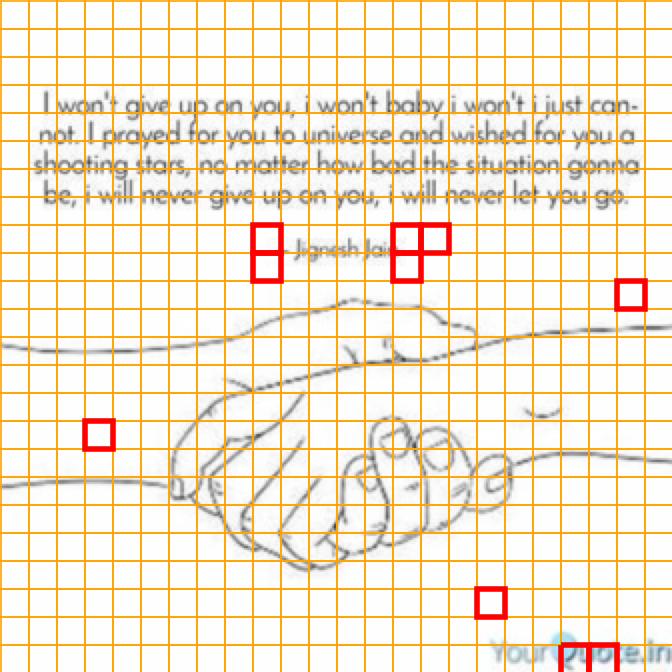 I won't give up on you, i won't baby i won't i just can-
not. I prayed for you to universe and wished for you a
shooting stars, no matter how bad the situation gonna
be, i will never give up on you, i will never let you go.
- Jignesh Jain
YourQuote.in